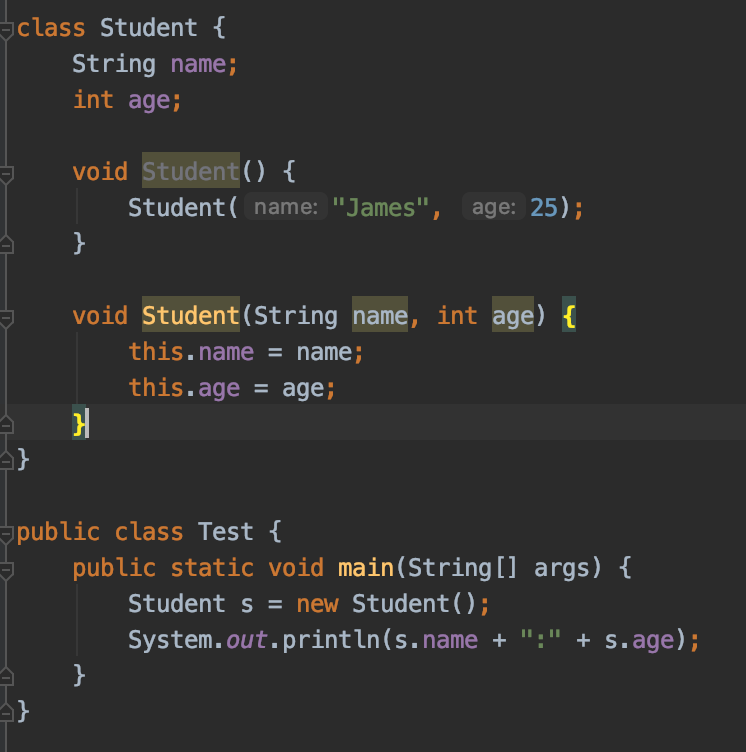 class Student {
    String name;
    int age;

    void Student() {
        Student( name: "James", age: 25);
    }

    void Student(String name, int age) {
        this.name = name;
        this.age = age;
    }
}

public class Test {
    public static void main(String[] args) {
        Student s = new Student();
        System.out.println(s.name + ":" + s.age);
    }
}